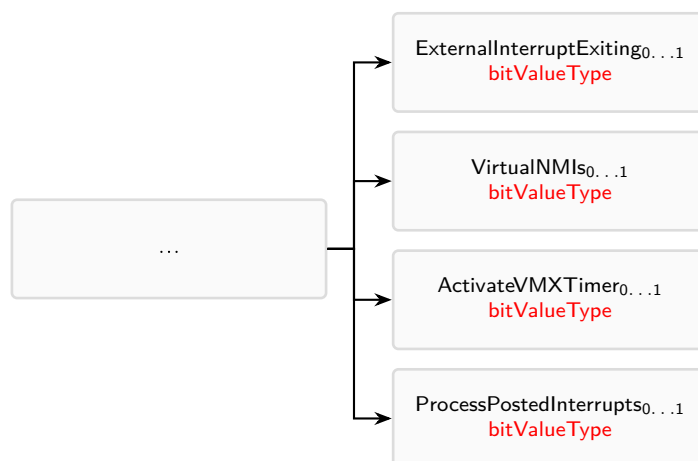 ExternalInterruptExiting0...1
bitValueType
VirtualNMIs0...1
bitValueType
...
ActivateVMXTimer0...1
bitValueType
ProcessPostedInterrupts0...1
bitValueType